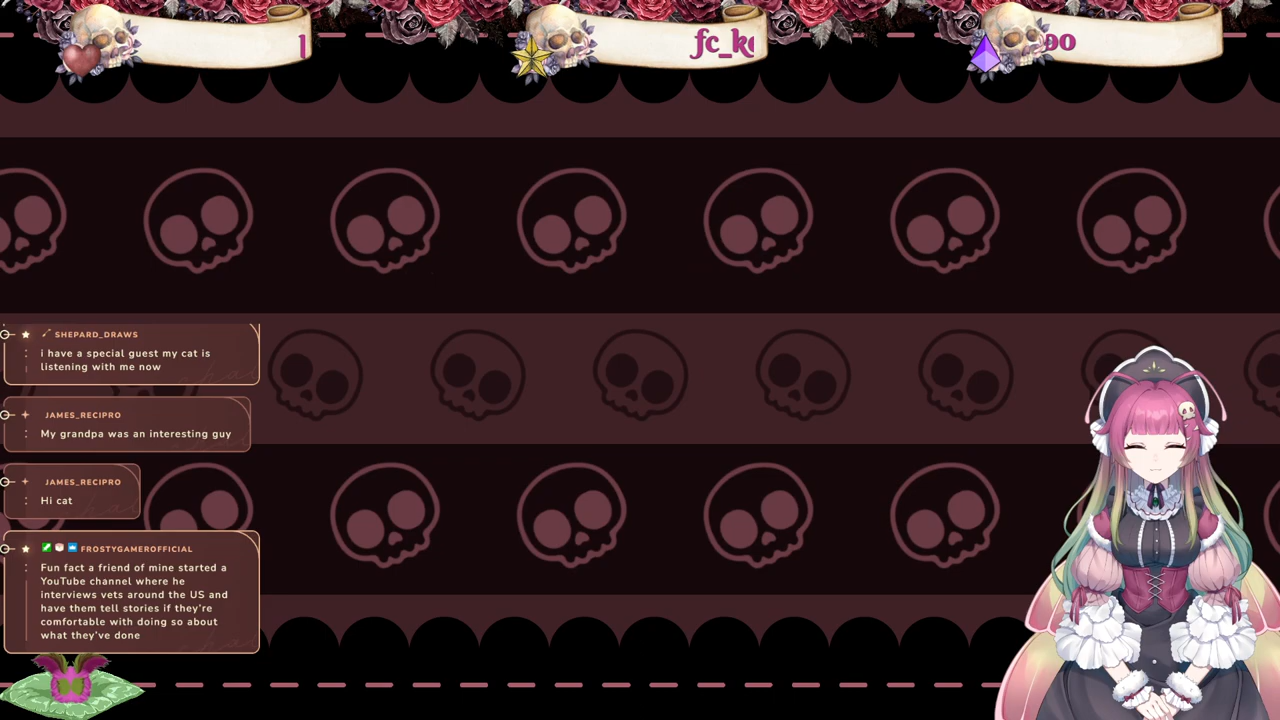 fc_k
oo
SHEPARD_DRAWS
i have a special guest my cat is
listening with me now
JAMES_RECIPRO
My grandpa was an interesting guy
JAMES_RECIPRO
Hi cat
FROSTYGAMEROFFICIAL
Fun fact a friend of mine started a
YouTube channel where he
interviews vets around the US and
have them tell stories if they're
comfortable with doing so about
what they've done